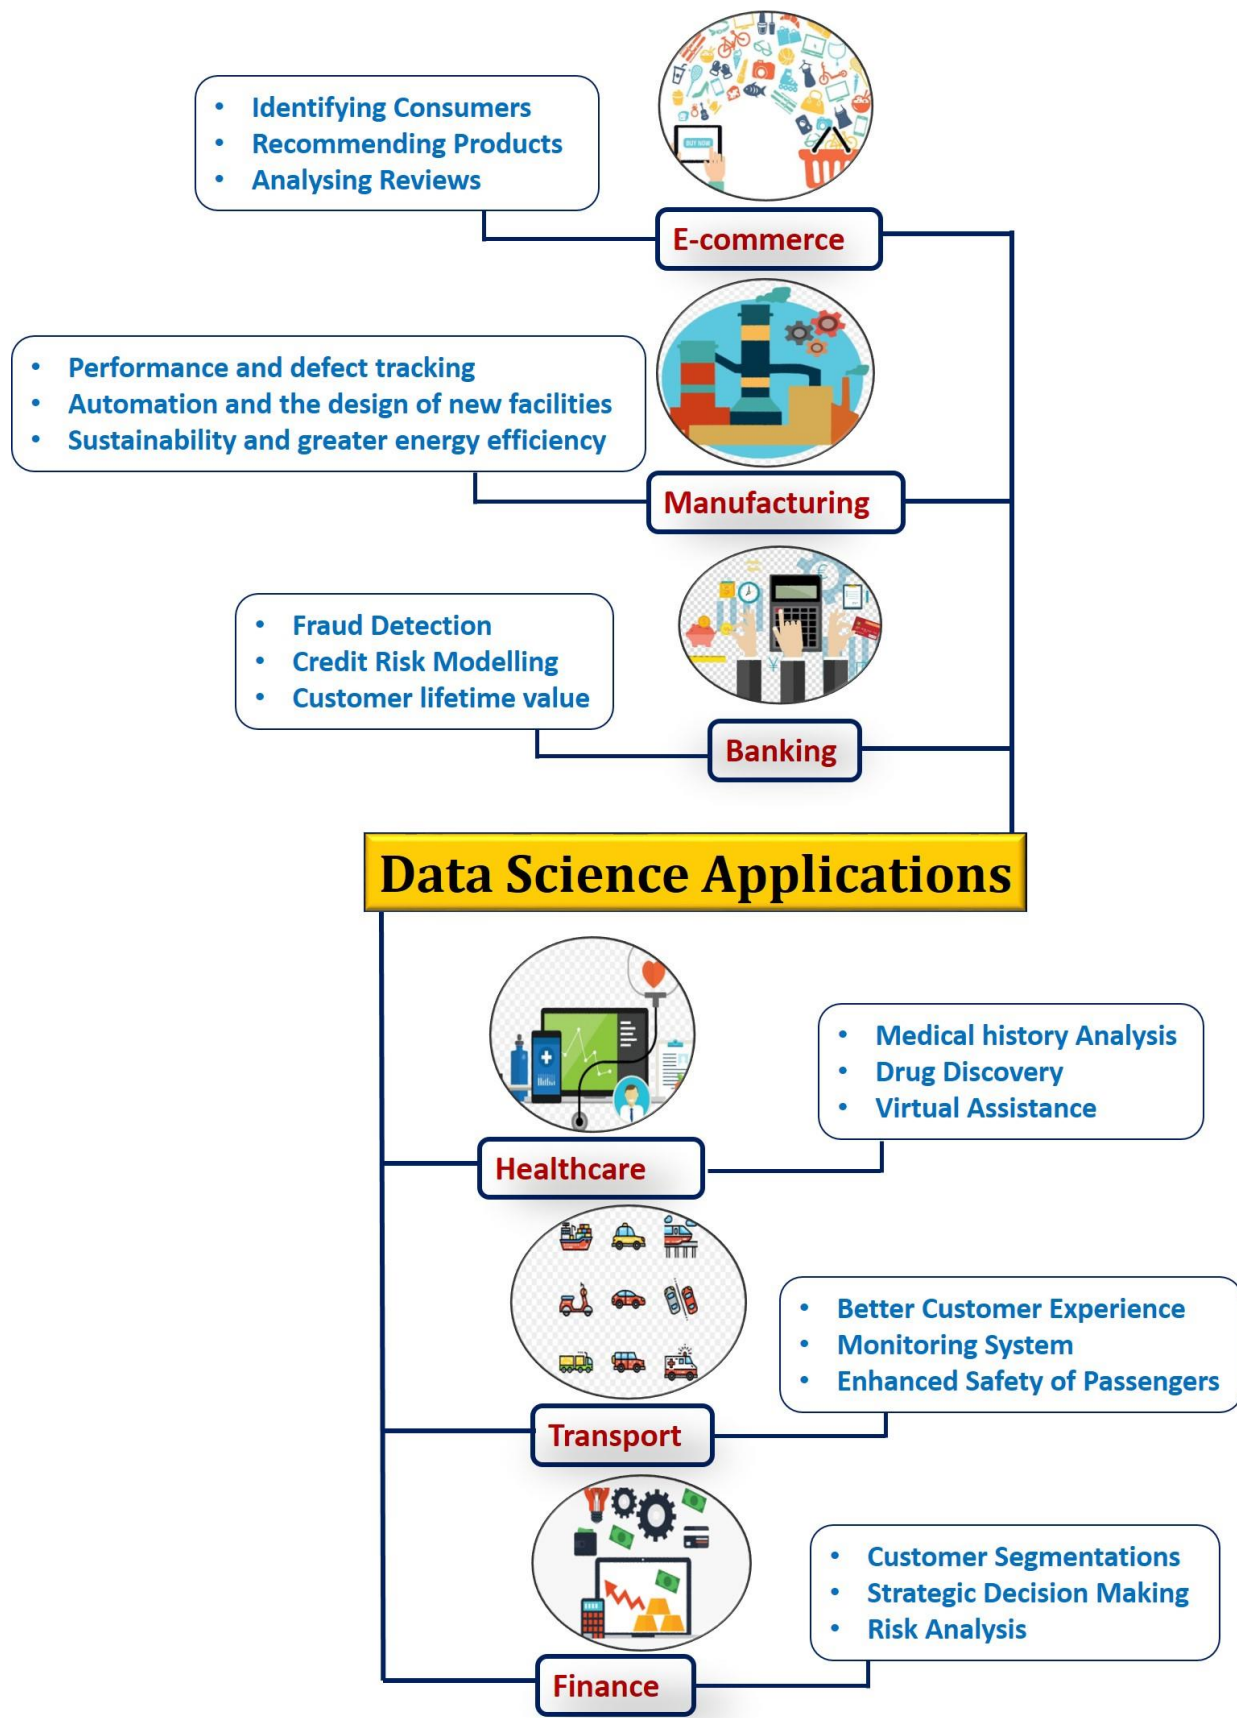 • Identifying Consumers
• Recommending Products
• Analysing Reviews
BUY NOW
E-commerce
• Performance and defect tracking
• Automation and the design of new facilities
• Sustainability and greater energy efficiency
Manufacturing
• Fraud Detection
• Credit Risk Modelling
• Customer lifetime value
Banking
Data Science Applications
• Medical history Analysis
• Drug Discovery
• Virtual Assistance
Healthcare
• Better Customer Experience
• Monitoring System
• Enhanced Safety of Passengers
Transport
• Customer Segmentations
• Strategic Decision Making
• Risk Analysis
Finance